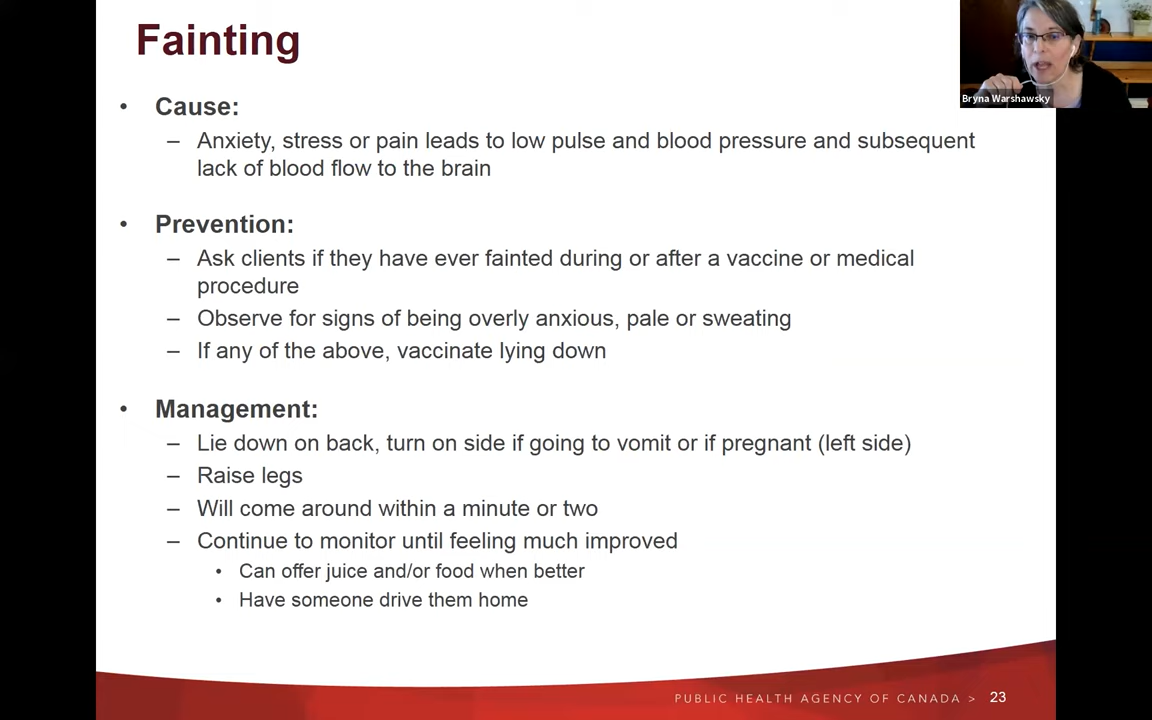 Fainting
Bryna Warshawsky
• Cause:
– Anxiety, stress or pain leads to low pulse and blood pressure and subsequent
lack of blood flow to the brain
• Prevention:
– Ask clients if they have ever fainted during or after a vaccine or medical
procedure
– Observe for signs of being overly anxious, pale or sweating
– If any of the above, vaccinate lying down
• Management:
– Lie down on back, turn on side if going to vomit or if pregnant (left side)
– Raise legs
– Will come around within a minute or two
– Continue to monitor until feeling much improved
• Can offer juice and/or food when better
• Have someone drive them home
PUBLIC HEALTH AGENCY OF CANADA > 23